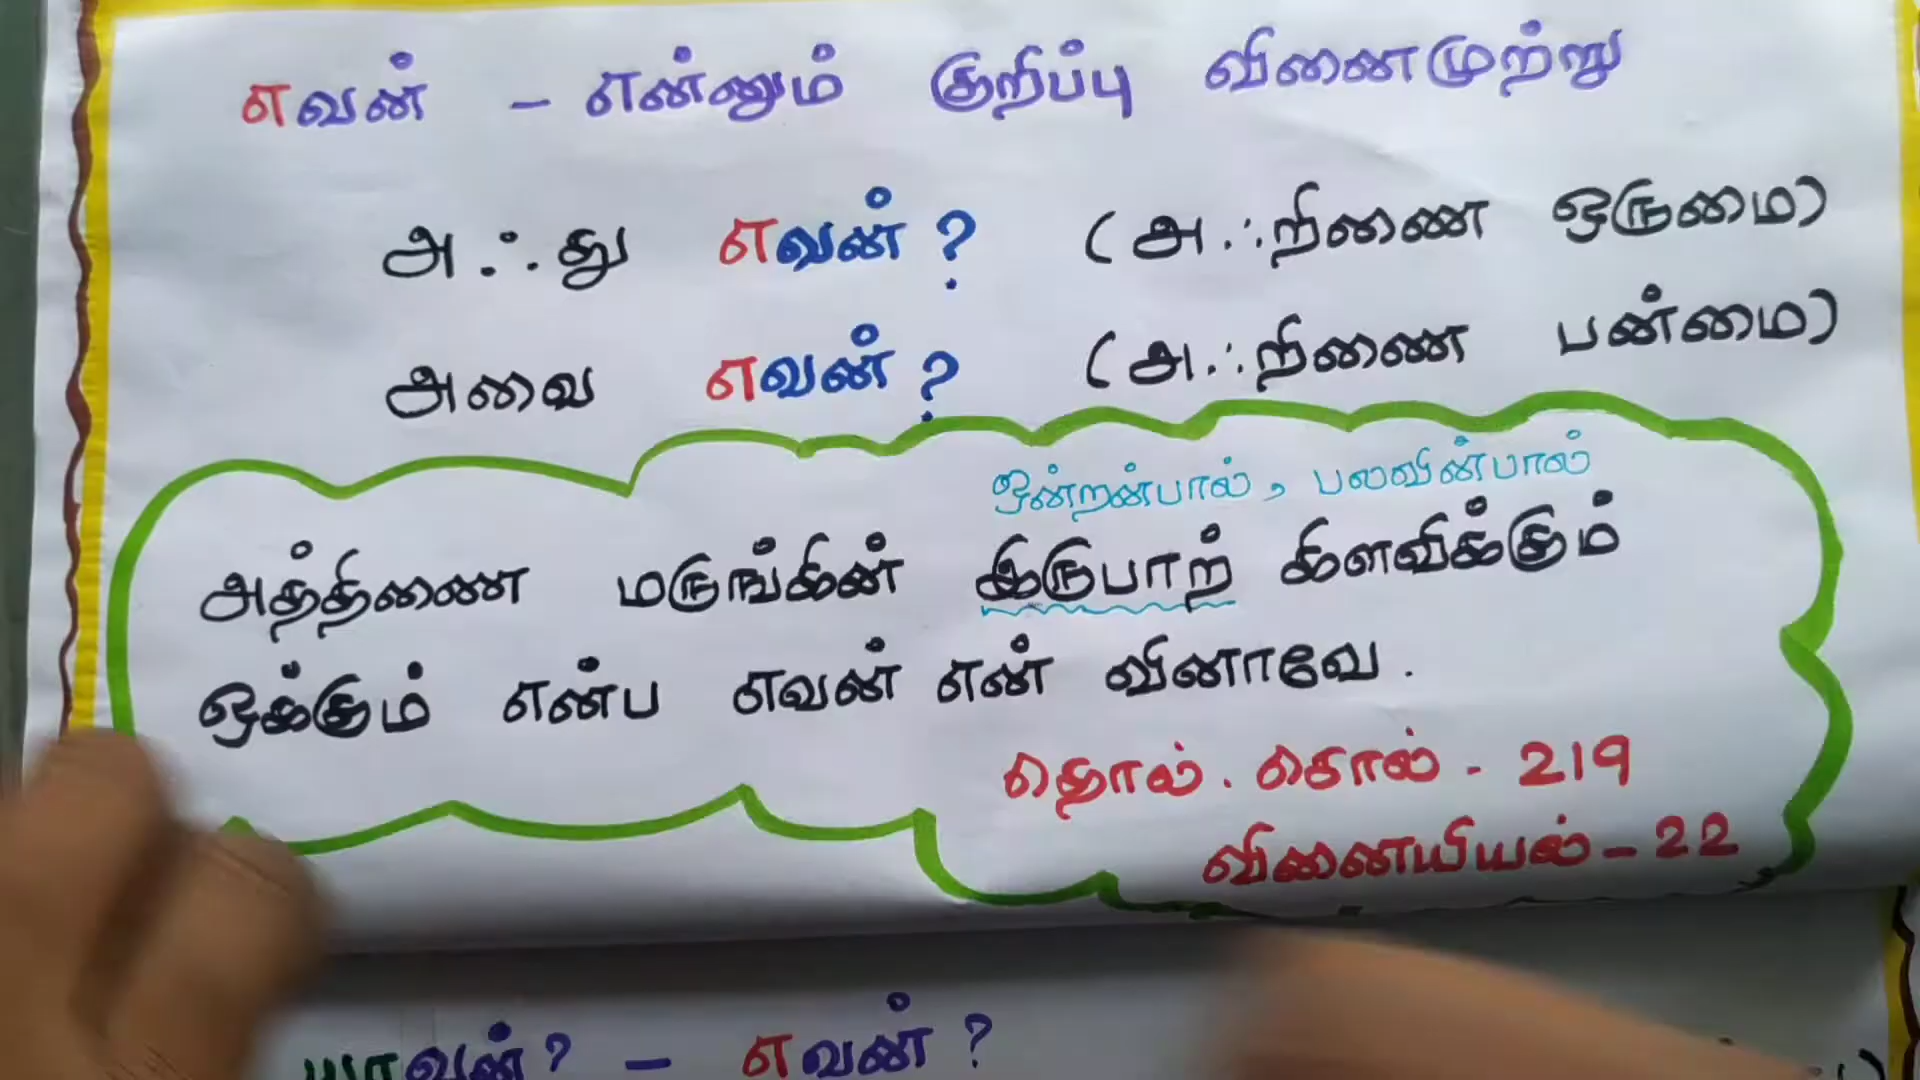 எவன் - என்னும் குறிப்பு வினைமுற்று
அஃது எவன்? (அஃறிணை ஒருமை)
அவை எவன்? (அஃறிணை பன்மை)
ஒன்றன்பால், பலவின்பால்
அத்திணை மருங்கின் இருபாற் கிளவிக்கும்
ஒக்கும் என்ப எவன் என் வினாவே.
தொல். சொல் - 219
வினையியல் - 22
யாவன்? - எவன்?